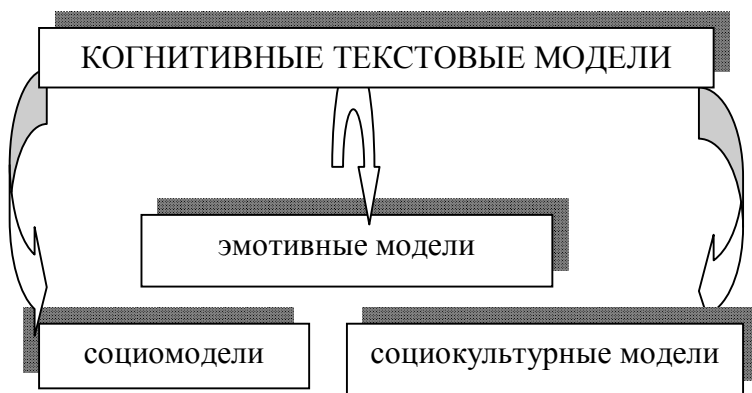 КОГНИТИВНЫЕ ТЕКСТОВЫЕ МОДЕЛИ
эмотивные модели
социомодели
социокультурные модели